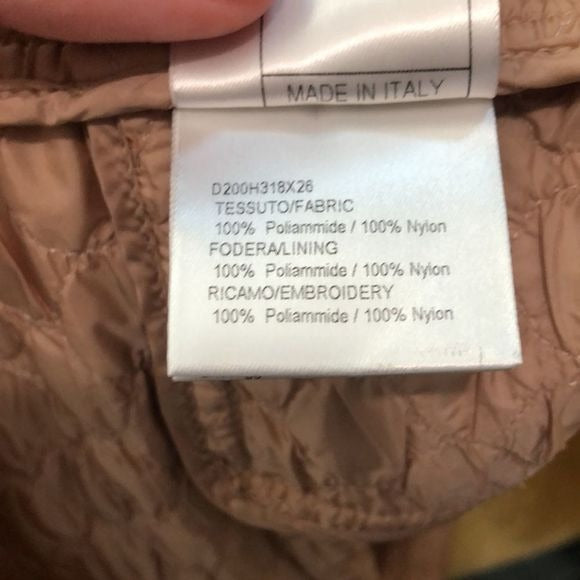 MADE IN ITALY
D200H318X26
TESSUTO/FABRIC
100% Poliammide / 100% Nylon
FODERA/LINING
100% Poliammide / 100% Nylon
RICAMO/EMBROIDERY
100% Poliammide / 100% Nylon